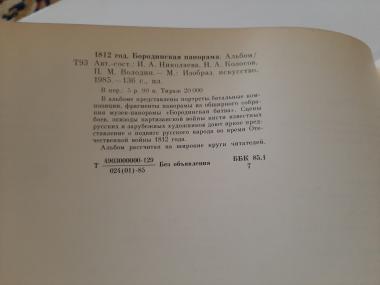 1812 год. Бородинская панорама: Альбом/
Т93 Авт.-сост.: И. А. Николаева, Н. А. Колосов,
П. М. Володин.— М.: Изобраз. искусство,
1985.—136 с., ил.
В пер.: 5 р. 90 к. Тираж 20 000
В альбоме представлены портреты, батальные ком-
позиции, фрагменты панорамы из обширного собрания
музея-панорамы «Бородинская битва». Сцены
боев, эпизоды партизанской войны кисти известных
русских и зарубежных художников дают яркое пред-
ставление о подвиге русского народа во время Оте-
чественной войны 1812 года.
Альбом рассчитан на широкие круги читателей.
Т 4903000000-129 Без объявления ББК 85.1
024(01)-85 7